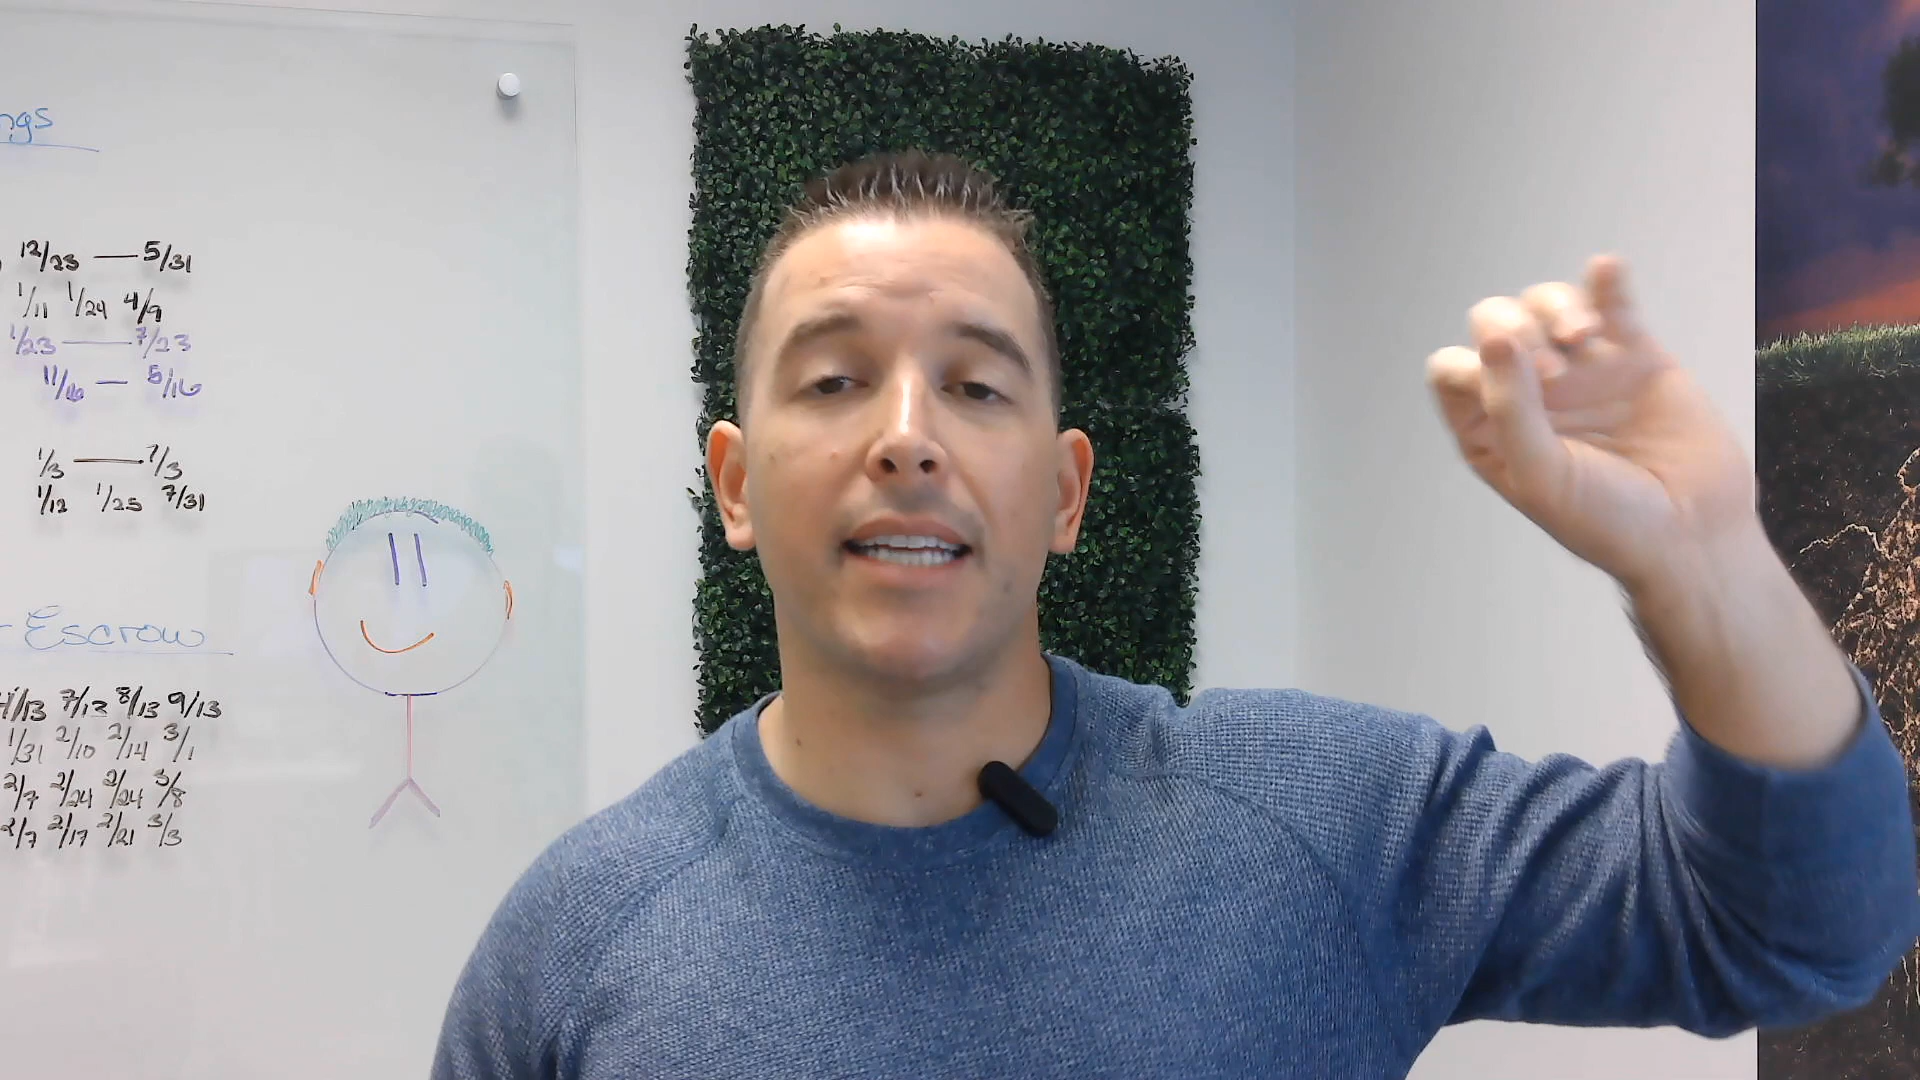 ngs
12/23 — 5/31
1/11 1/24 4/9
1/23 — 7/23
11/16 — 5/16
1/3 — 7/3
1/12 1/25 7/31
- Escrow
4/13 7/13 8/13 9/13
1/31 2/10 2/14 3/1
2/7 2/24 2/24 3/8
2/7 2/17 2/21 3/3